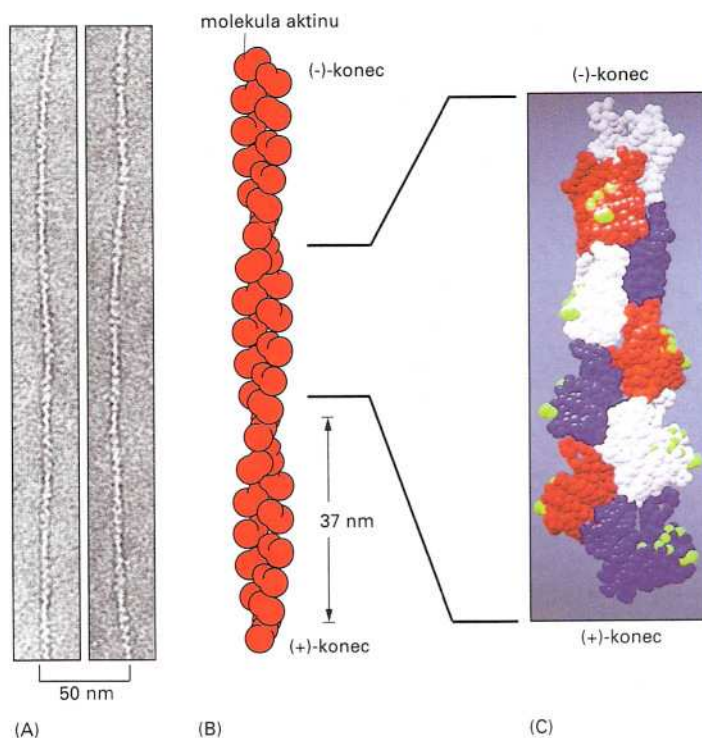 molekula aktinu
(-)-konec
(-)-konec
37 nm
(+)-konec
(+)-konec
50 nm
(A)
(B)
(C)